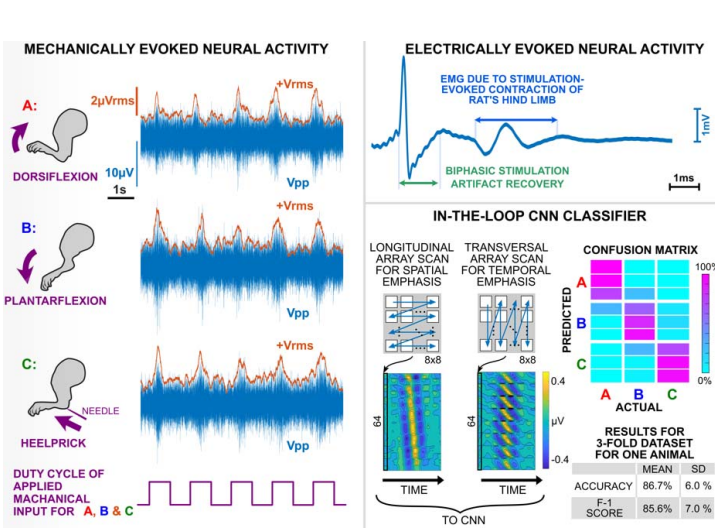 MECHANICALLY EVOKED NEURAL ACTIVITY
A:
DORSIFLEXION
2µVrms
+Vrms
10µV
1s
Vpp
B:
PLANTARFLEXION
+Vrms
Vpp
C:
NEEDLE
HEELPRICK
+Vrms
Vpp
DUTY CYCLE OF
APPLIED
MACHANICAL
INPUT FOR A, B & C
ELECTRICALLY EVOKED NEURAL ACTIVITY
EMG DUE TO STIMULATION-
EVOKED CONTRACTION OF
RAT'S HIND LIMB
1mV
BIPHASIC STIMULATION
ARTIFACT RECOVERY
1ms
IN-THE-LOOP CNN CLASSIFIER
LONGITUDINAL
ARRAY SCAN
FOR SPATIAL
EMPHASIS
8x8
64
TIME
TRANSVERSAL
ARRAY SCAN
FOR TEMPORAL
EMPHASIS
8x8
64
TIME
0.4
µV
-0.4
TO CNN
CONFUSION MATRIX
100%
0%
PREDICTED
A
B
C
A B C
ACTUAL
RESULTS FOR
3-FOLD DATASET
FOR ONE ANIMAL
MEAN SD
ACCURACY 86.7% 6.0 %
F-1
SCORE 85.6% 7.0 %